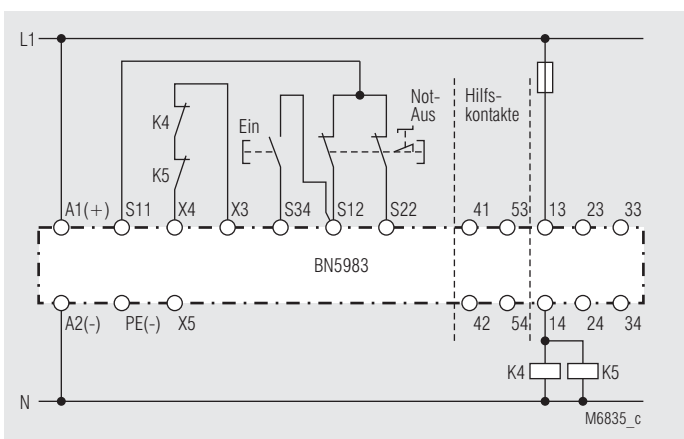 L1
Not-
Aus
Hilfs-
kontakte
K4
Ein
K5
A1(+) S11 X4 X3 S34 S12 S22 41 53 13 23 33
BN5983
A2(-) PE(-) X5 42 54 14 24 34
K4 K5
N
M6835_c